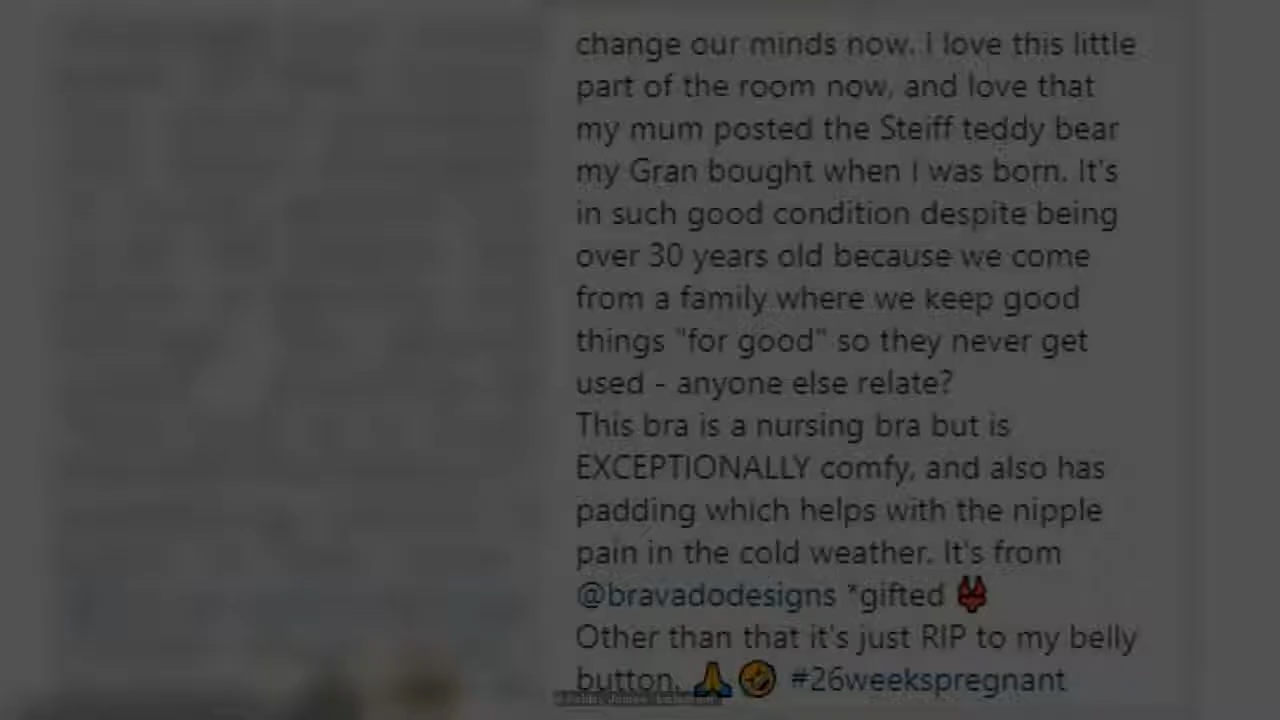 change our minds now. I love this little
part of the room now, and love that
my mum posted the Steiff teddy bear
my Gran bought when I was born. It's
in such good condition despite being
over 30 years old because we come
from a family where we keep good
things "for good" so they never get
used - anyone else relate?
This bra is a nursing bra but is
EXCEPTIONALLY comfy, and also has
padding which helps with the nipple
pain in the cold weather. It's from
@bravadodesigns *gifted 👙
Other than that it's just RIP to my belly
button. 🙏🤣 #26weekspregnant